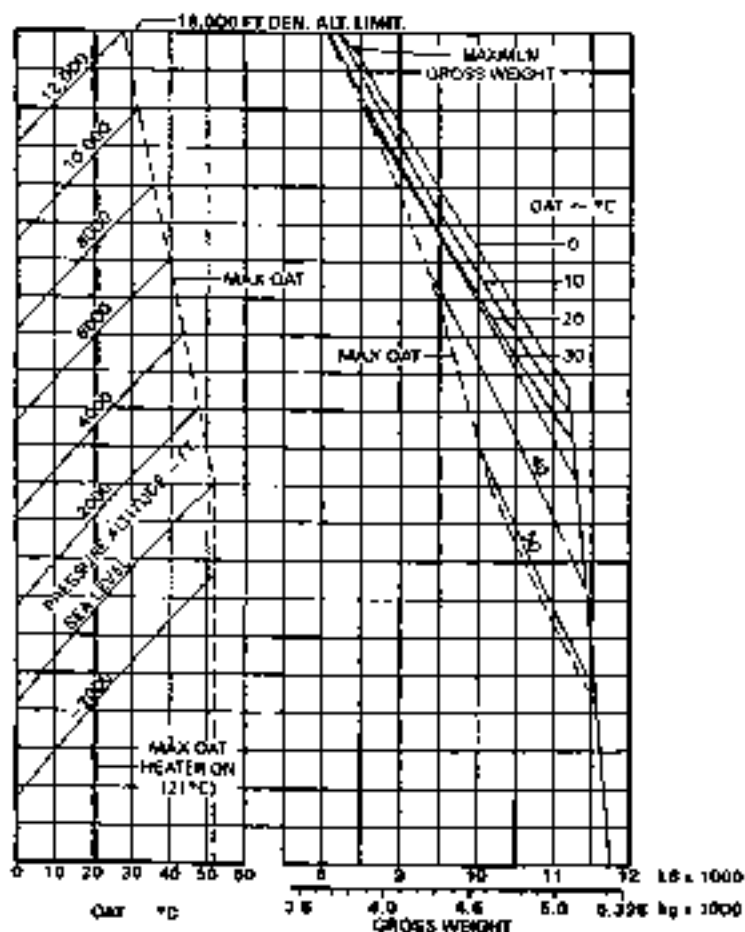 18,000 FT DEN. ALT. LIMIT.
MAXIMUM
GROSS WEIGHT
12,000
10,000
8000
6000
4000
2000
SEA LEVEL
-2000
PRESSURE ALTITUDE - FT
MAX OAT
MAX OAT
OAT ~ °C
0
10
20
30
40
50
MAX OAT
HEATER ON
(21°C)
0 10 20 30 40 50 60
OAT °C
8 9 10 11 12 LB x 1000
4.0 5.0 kg x 1000
GROSS WEIGHT